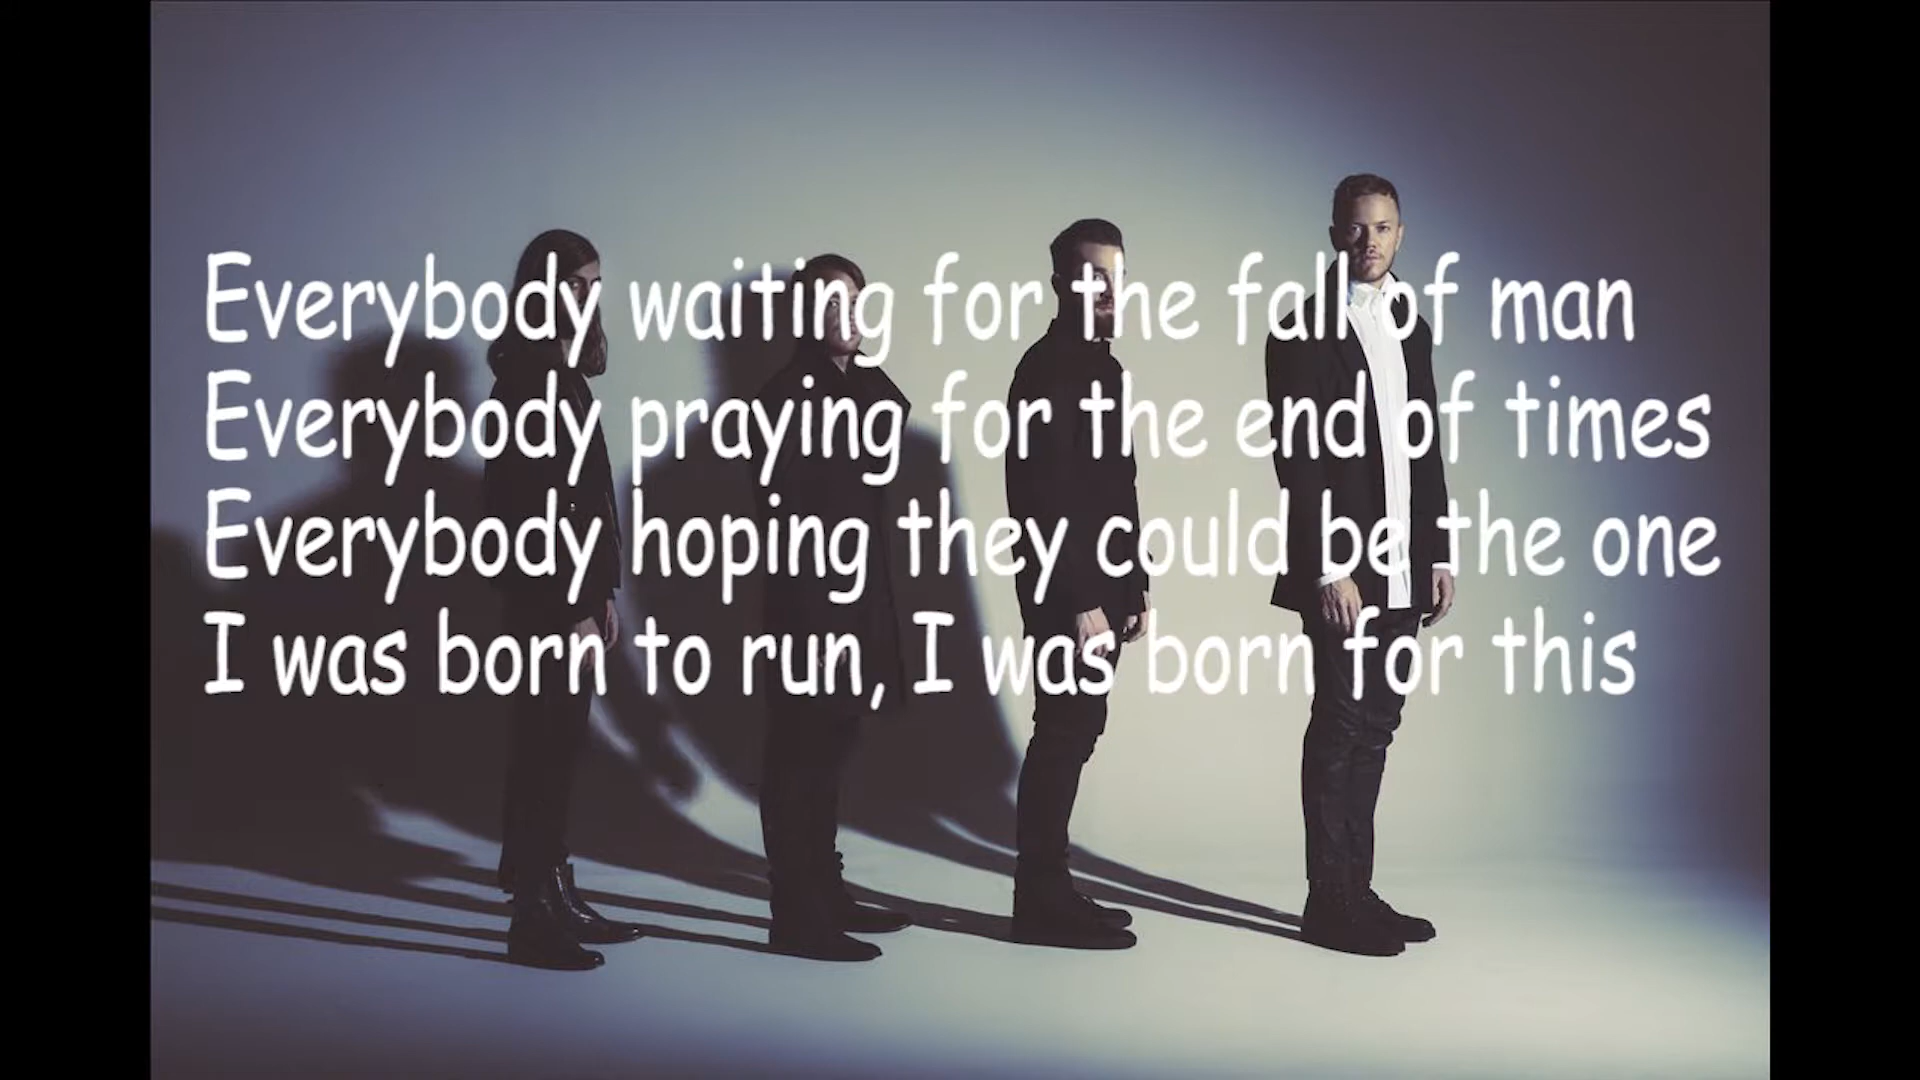 Everybody waiting for the fall of man
Everybody praying for the end of times
Everybody hoping they could be the one
I was born to run, I was born for this